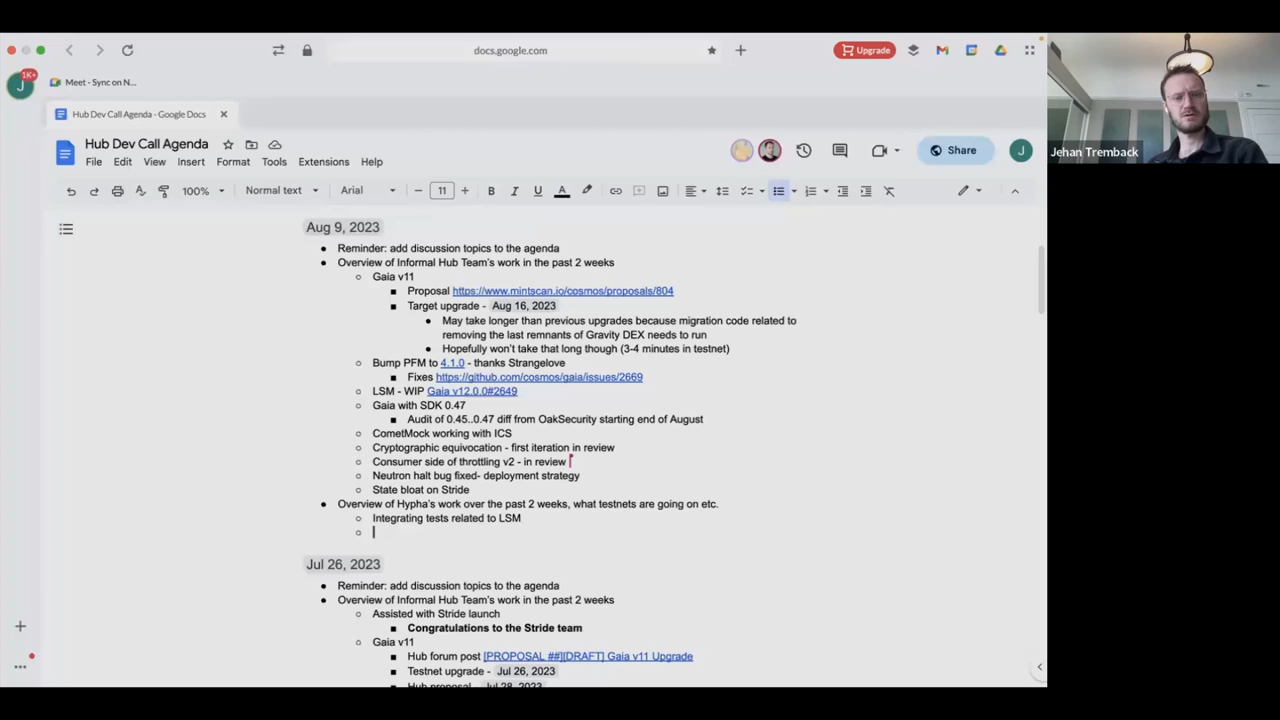 docs.google.com
Upgrade
1K+
J
Meet - Sync on N...
Hub Dev Call Agenda - Google Docs
Jehan Tremback
Hub Dev Call Agenda
File Edit View Insert Format Tools Extensions Help
Share
J
100% Normal text Arial 11 B I U A
Aug 9, 2023
Reminder: add discussion topics to the agenda
Overview of Informal Hub Team's work in the past 2 weeks
Gaia v11
Proposal https://www.mintscan.io/cosmos/proposals/804
Target upgrade - Aug 16, 2023
May take longer than previous upgrades because migration code related to
removing the last remnants of Gravity DEX needs to run
Hopefully won't take that long though (3-4 minutes in testnet)
Bump PFM to 4.1.0 - thanks Strangelove
Fixes https://github.com/cosmos/gaia/issues/2669
LSM - WIP Gaia v12.0.0#2649
Gaia with SDK 0.47
Audit of 0.45..0.47 diff from OakSecurity starting end of August
CometMock working with ICS
Cryptographic equivocation - first iteration in review
Consumer side of throttling v2 - in review
Neutron halt bug fixed- deployment strategy
State bloat on Stride
Overview of Hypha's work over the past 2 weeks, what testnets are going on etc.
Integrating tests related to LSM
Jul 26, 2023
Reminder: add discussion topics to the agenda
Overview of Informal Hub Team's work in the past 2 weeks
Assisted with Stride launch
Congratulations to the Stride team
Gaia v11
Hub forum post [PROPOSAL ##][DRAFT] Gaia v11 Upgrade
Testnet upgrade - Jul 26, 2023
Hub proposal - Jul 28, 2023